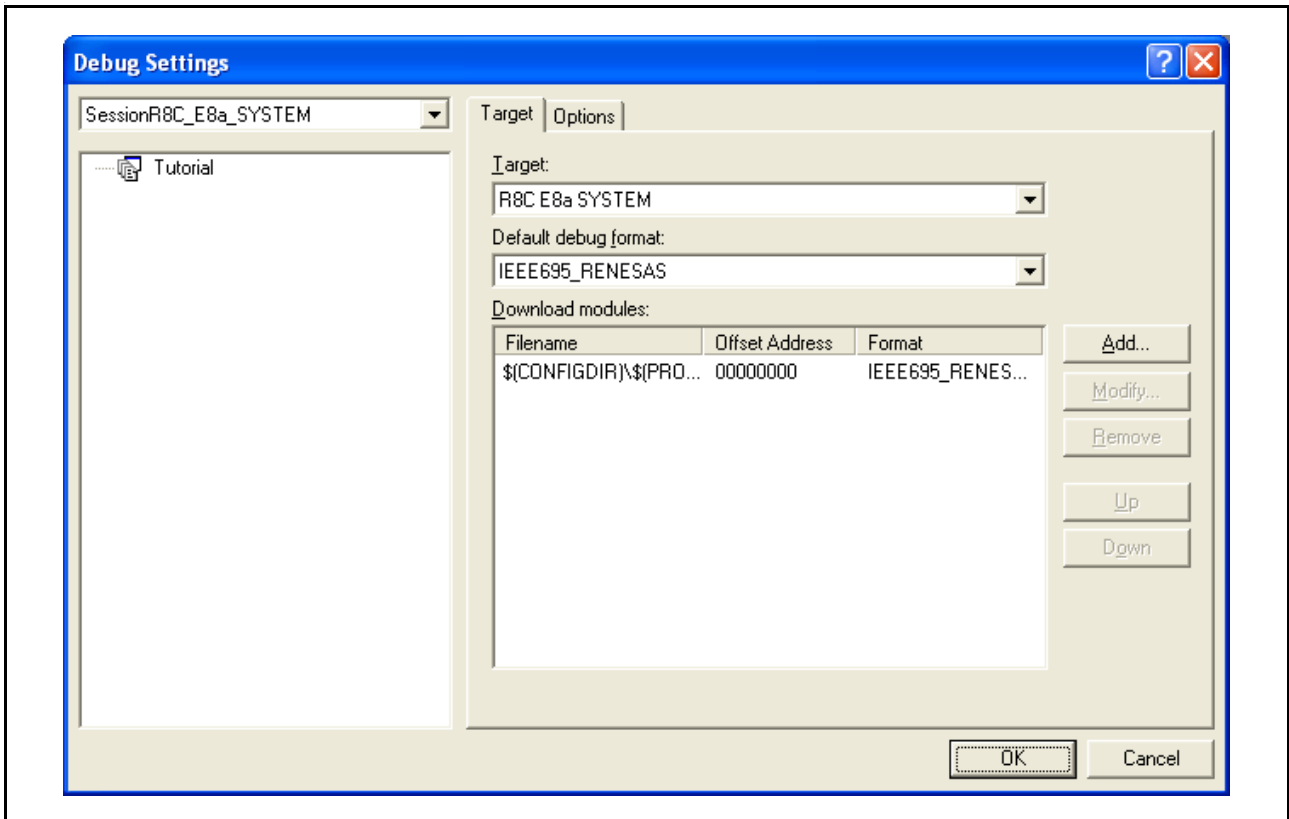 Debug Settings
SessionR8C_E8a_SYSTEM
Tutorial
Target Options
Target:
R8C E8a SYSTEM
Default debug format:
IEEE695_RENESAS
Download modules:
Filename Offset Address Format
$(CONFIGDIR)\$(PRO... 00000000 IEEE695_RENES...
Add...
Modify...
Remove
Up
Down
OK Cancel